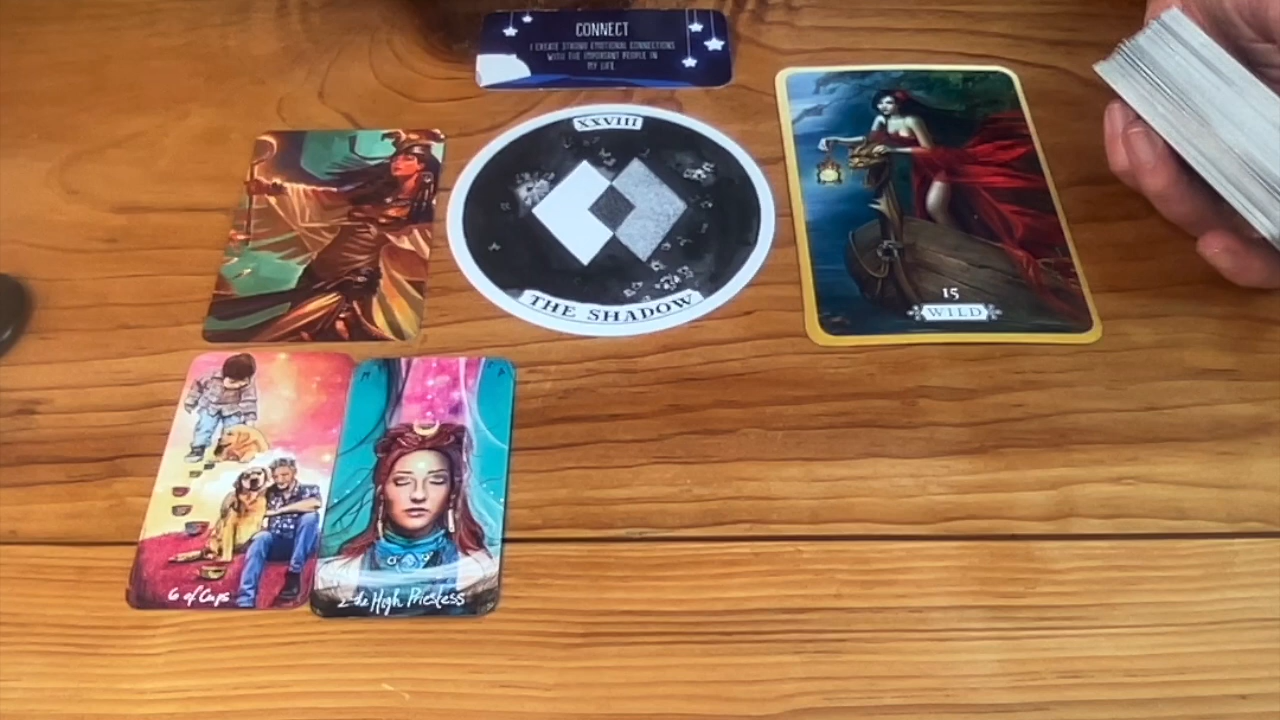 CONNECT
I CREATE STRONG EMOTIONAL CONNECTIONS
WITH THE IMPORTANT PEOPLE IN
MY LIFE
XXVIII
THE SHADOW
15
WILD
6 of Cups
2 the High Priestess